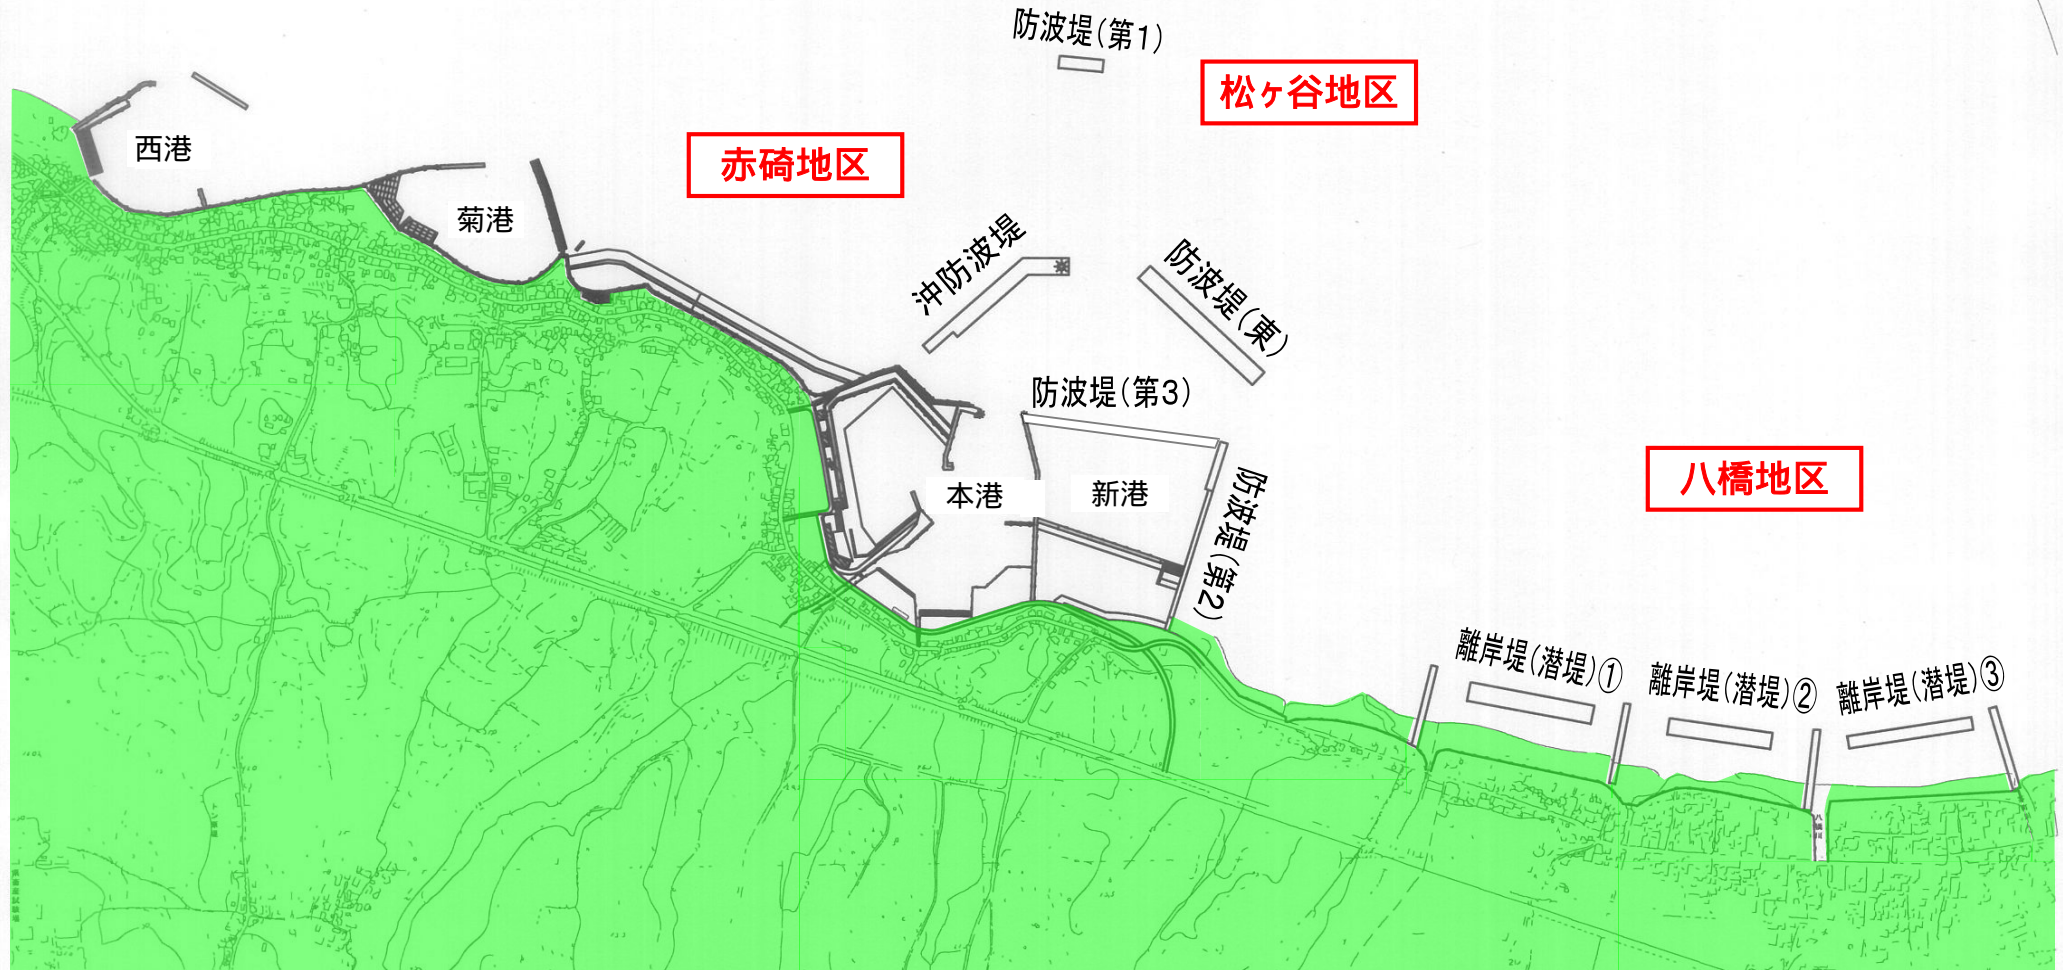 防波堤(第1)
松ヶ谷地区
赤碕地区
西港
菊港
沖防波堤
防波堤(東)
防波堤(第3)
八橋地区
本港
新港
防波堤(第2)
離岸堤(潜堤)①
離岸堤(潜堤)②
離岸堤(潜堤)③